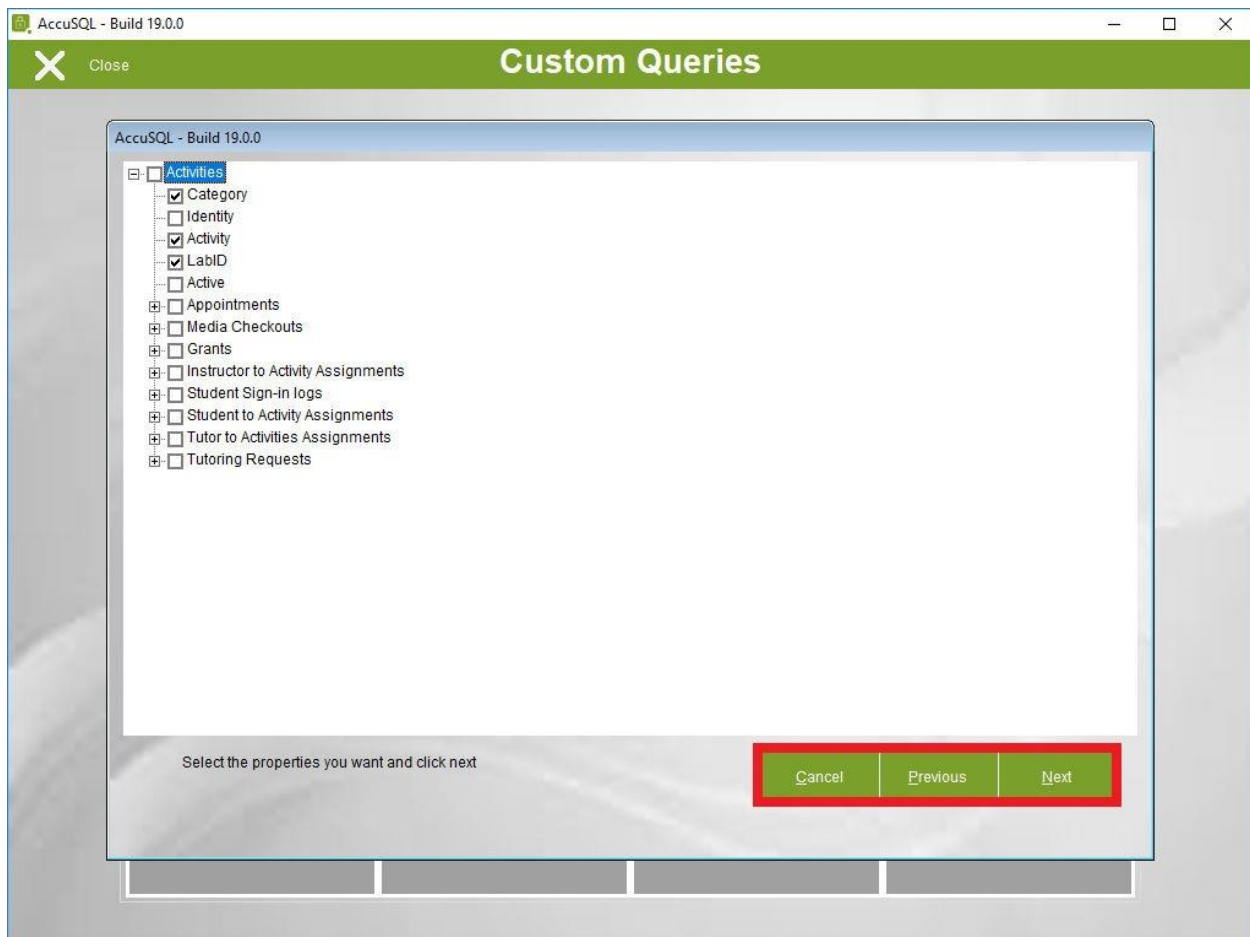 AccuSQL - Build 19.0.0
Close
Custom Queries
AccuSQL - Build 19.0.0
Activities
Category
Identity
Activity
LabID
Active
Appointments
Media Checkouts
Grants
Instructor to Activity Assignments
Student Sign-in logs
Student to Activity Assignments
Tutor to Activities Assignments
Tutoring Requests
Select the properties you want and click next
Cancel Previous Next